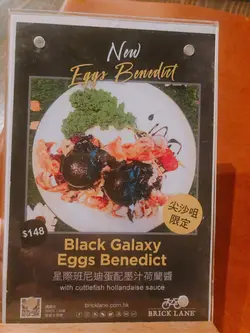 New
Eggs Benedict
尖沙咀
限定
$148
Black Galaxy
Eggs Benedict
星際班尼迪蛋配墨汁荷蘭醬
with cuttlefish hollandaise sauce
bricklane.com.hk
BRICK LANE